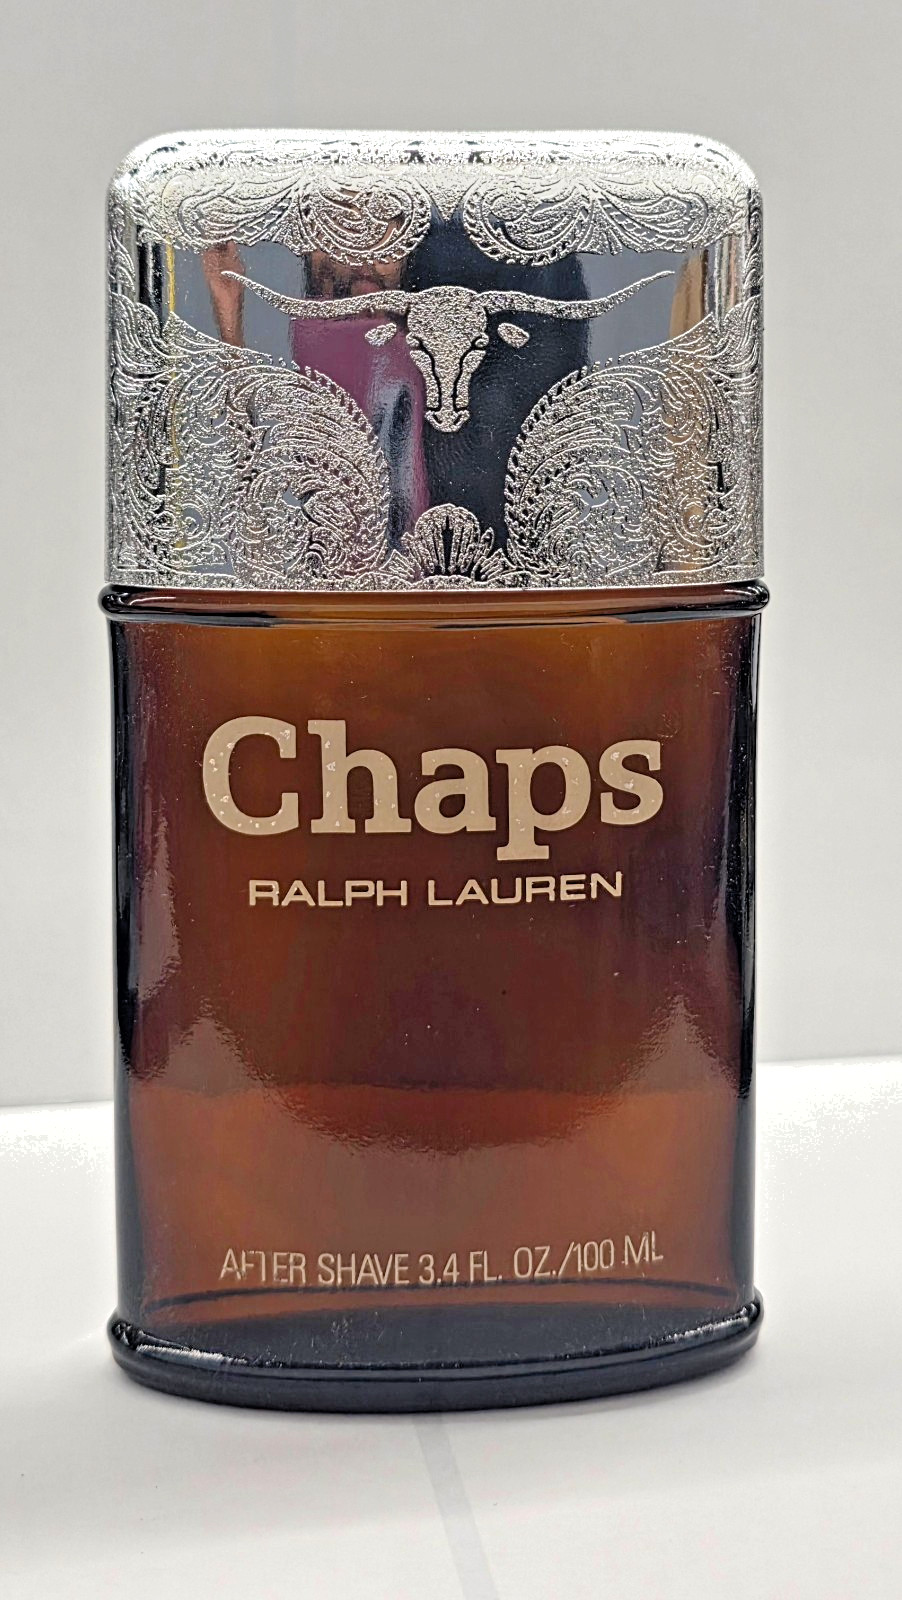 Chaps
RALPH LAUREN
AFTER SHAVE 3.4 FL. OZ./100 ML